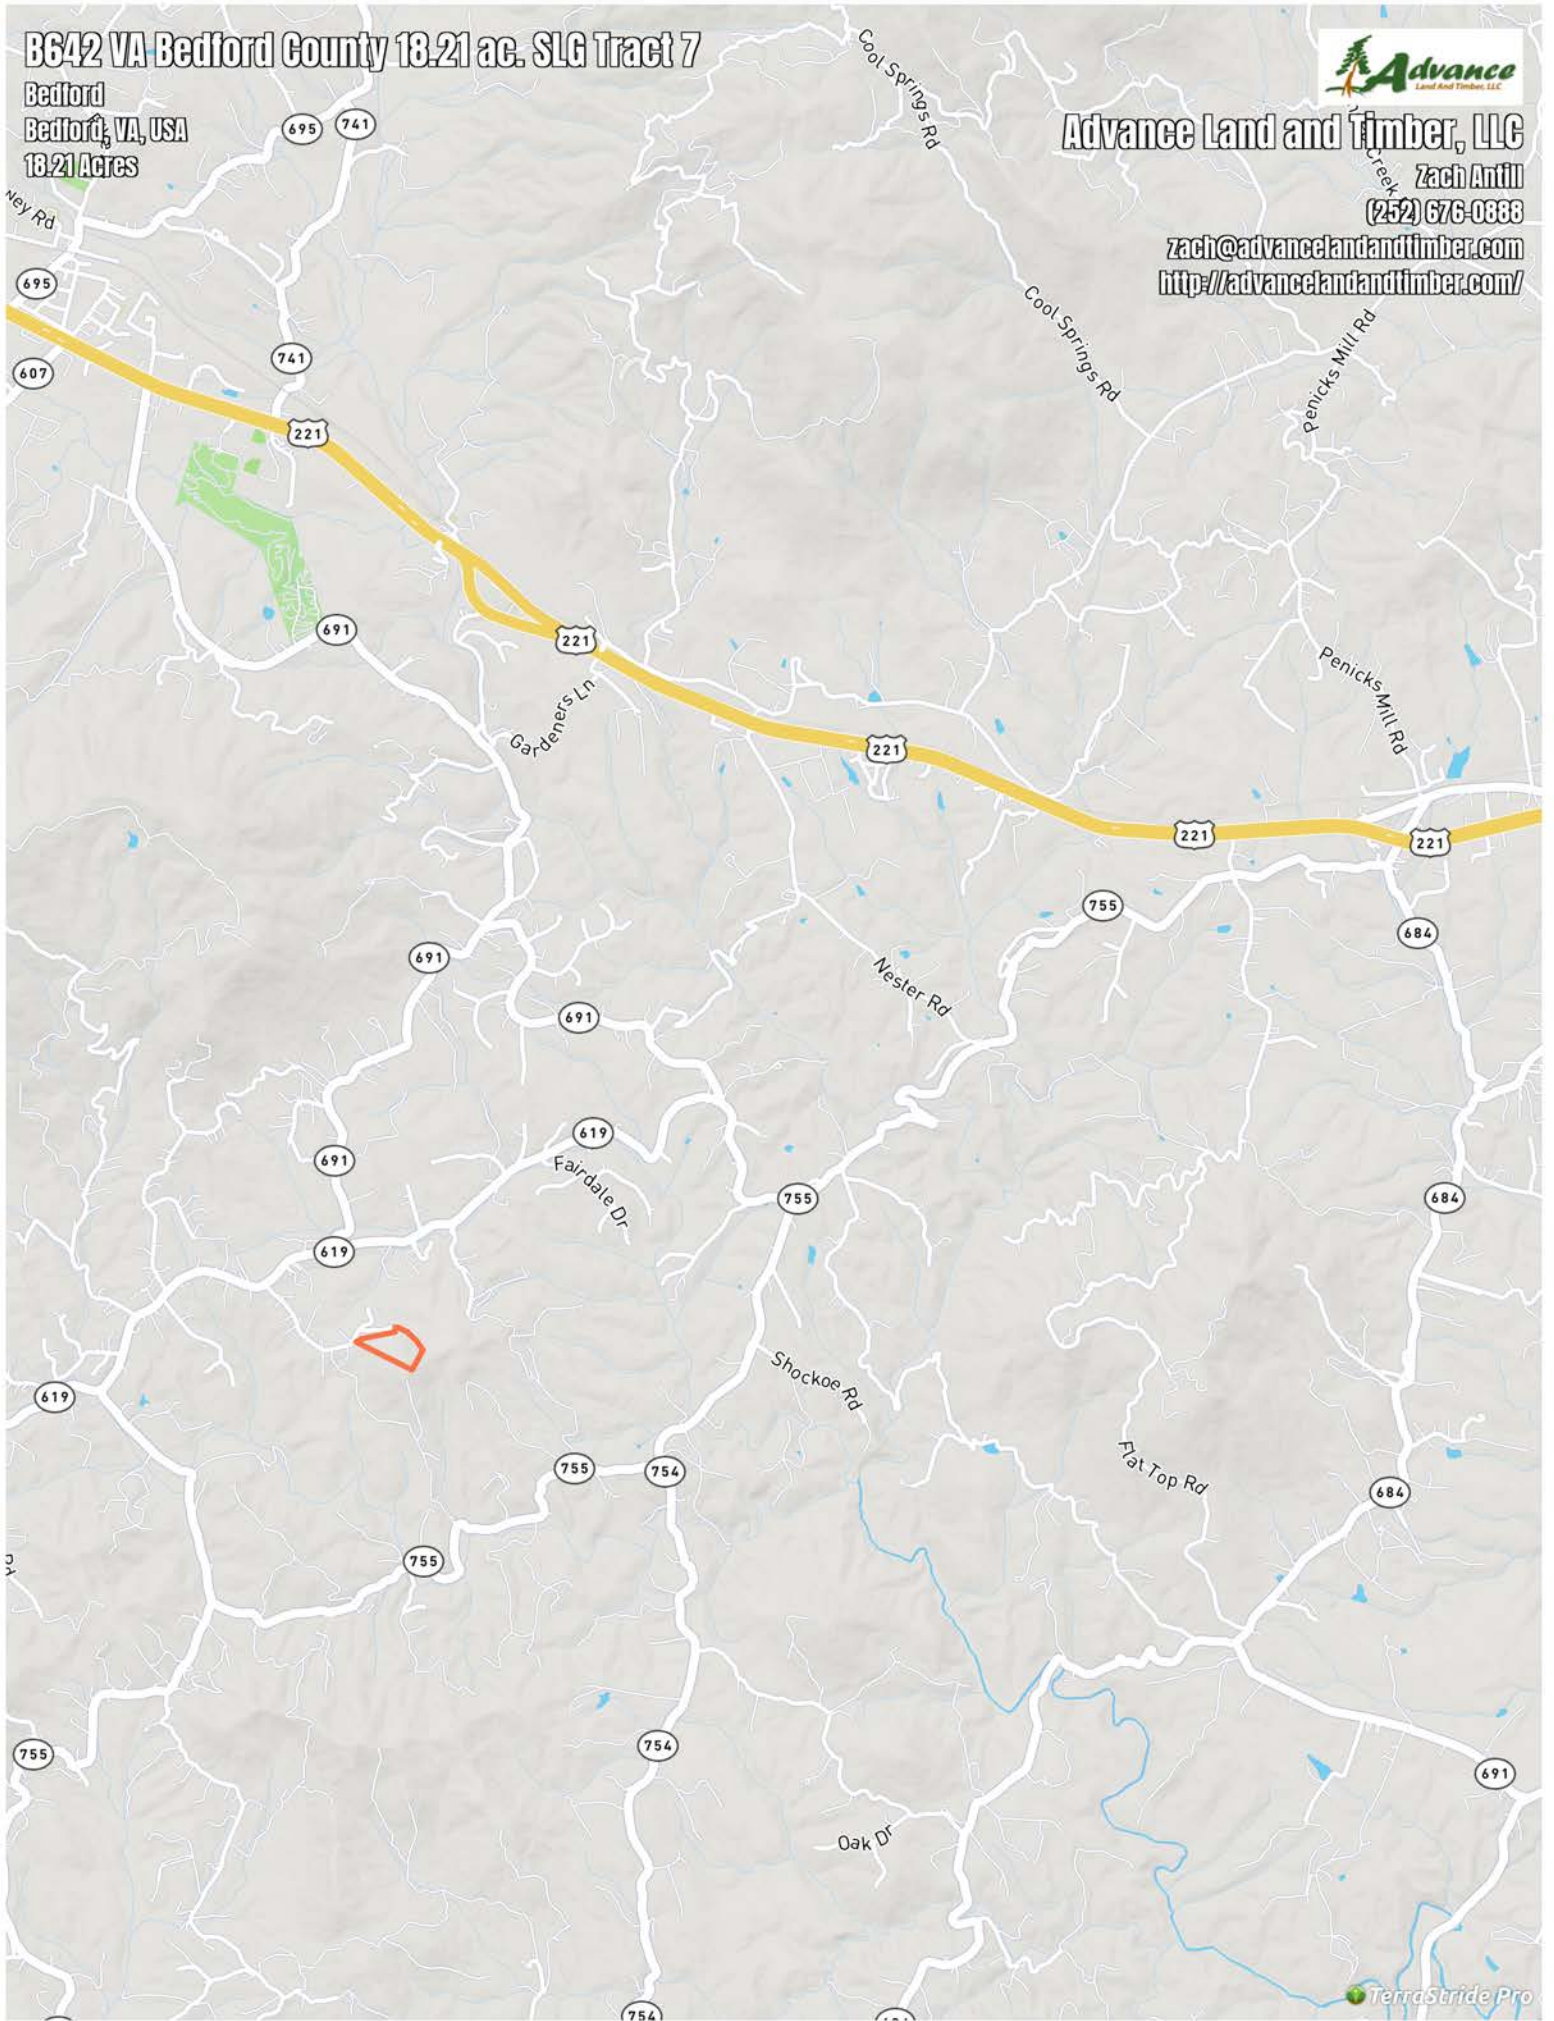 B642 VA Bedford County 18.21 ac. SLG Tract 7
Bedford
Bedford, VA, USA
18.21 Acres
Advance
Land And Timber, LLC
Advance Land and Timber, LLC
Zach Antill
(252) 676-0888
zach@advancelandandtimber.com
http://advancelandandtimber.com/
Cool Springs Rd
695
741
Creek
ney Rd
695
Cool Springs Rd
Penicks Mill Rd
741
607
221
691
221
Gardeners Ln
Penicks Mill Rd
221
221
221
755
684
691
Nester Rd
691
619
691
Fairdale Dr
755
684
619
Shockoe Rd
619
Flat Top Rd
755
754
684
755
Rd
754
755
691
Oak Dr
754
TerraStride Pro